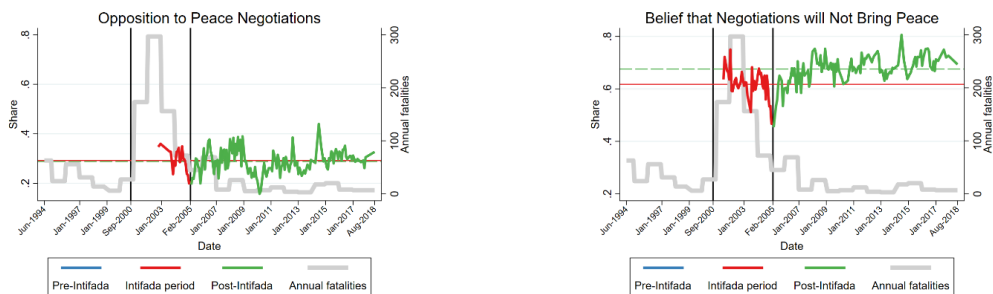 Opposition to Peace Negotiations
Share
.8
.6
.4
.2
300
200
100
0
Annual fatalities
Jun-1994
Jan-1997
Jan-1999
Sep-2000
Jan-2003
Feb-2005
Jan-2007
Jan-2009
Jan-2011
Jan-2013
Jan-2015
Jan-2017
Aug-2018
Date
Pre-Intifada
Intifada period
Post-Intifada
Annual fatalities
Belief that Negotiations will Not Bring Peace
Share
.8
.6
.4
.2
300
200
100
0
Annual fatalities
Jun-1994
Jan-1997
Jan-1999
Sep-2000
Jan-2003
Feb-2005
Jan-2007
Jan-2009
Jan-2011
Jan-2013
Jan-2015
Jan-2017
Aug-2018
Date
Pre-Intifada
Intifada period
Post-Intifada
Annual fatalities